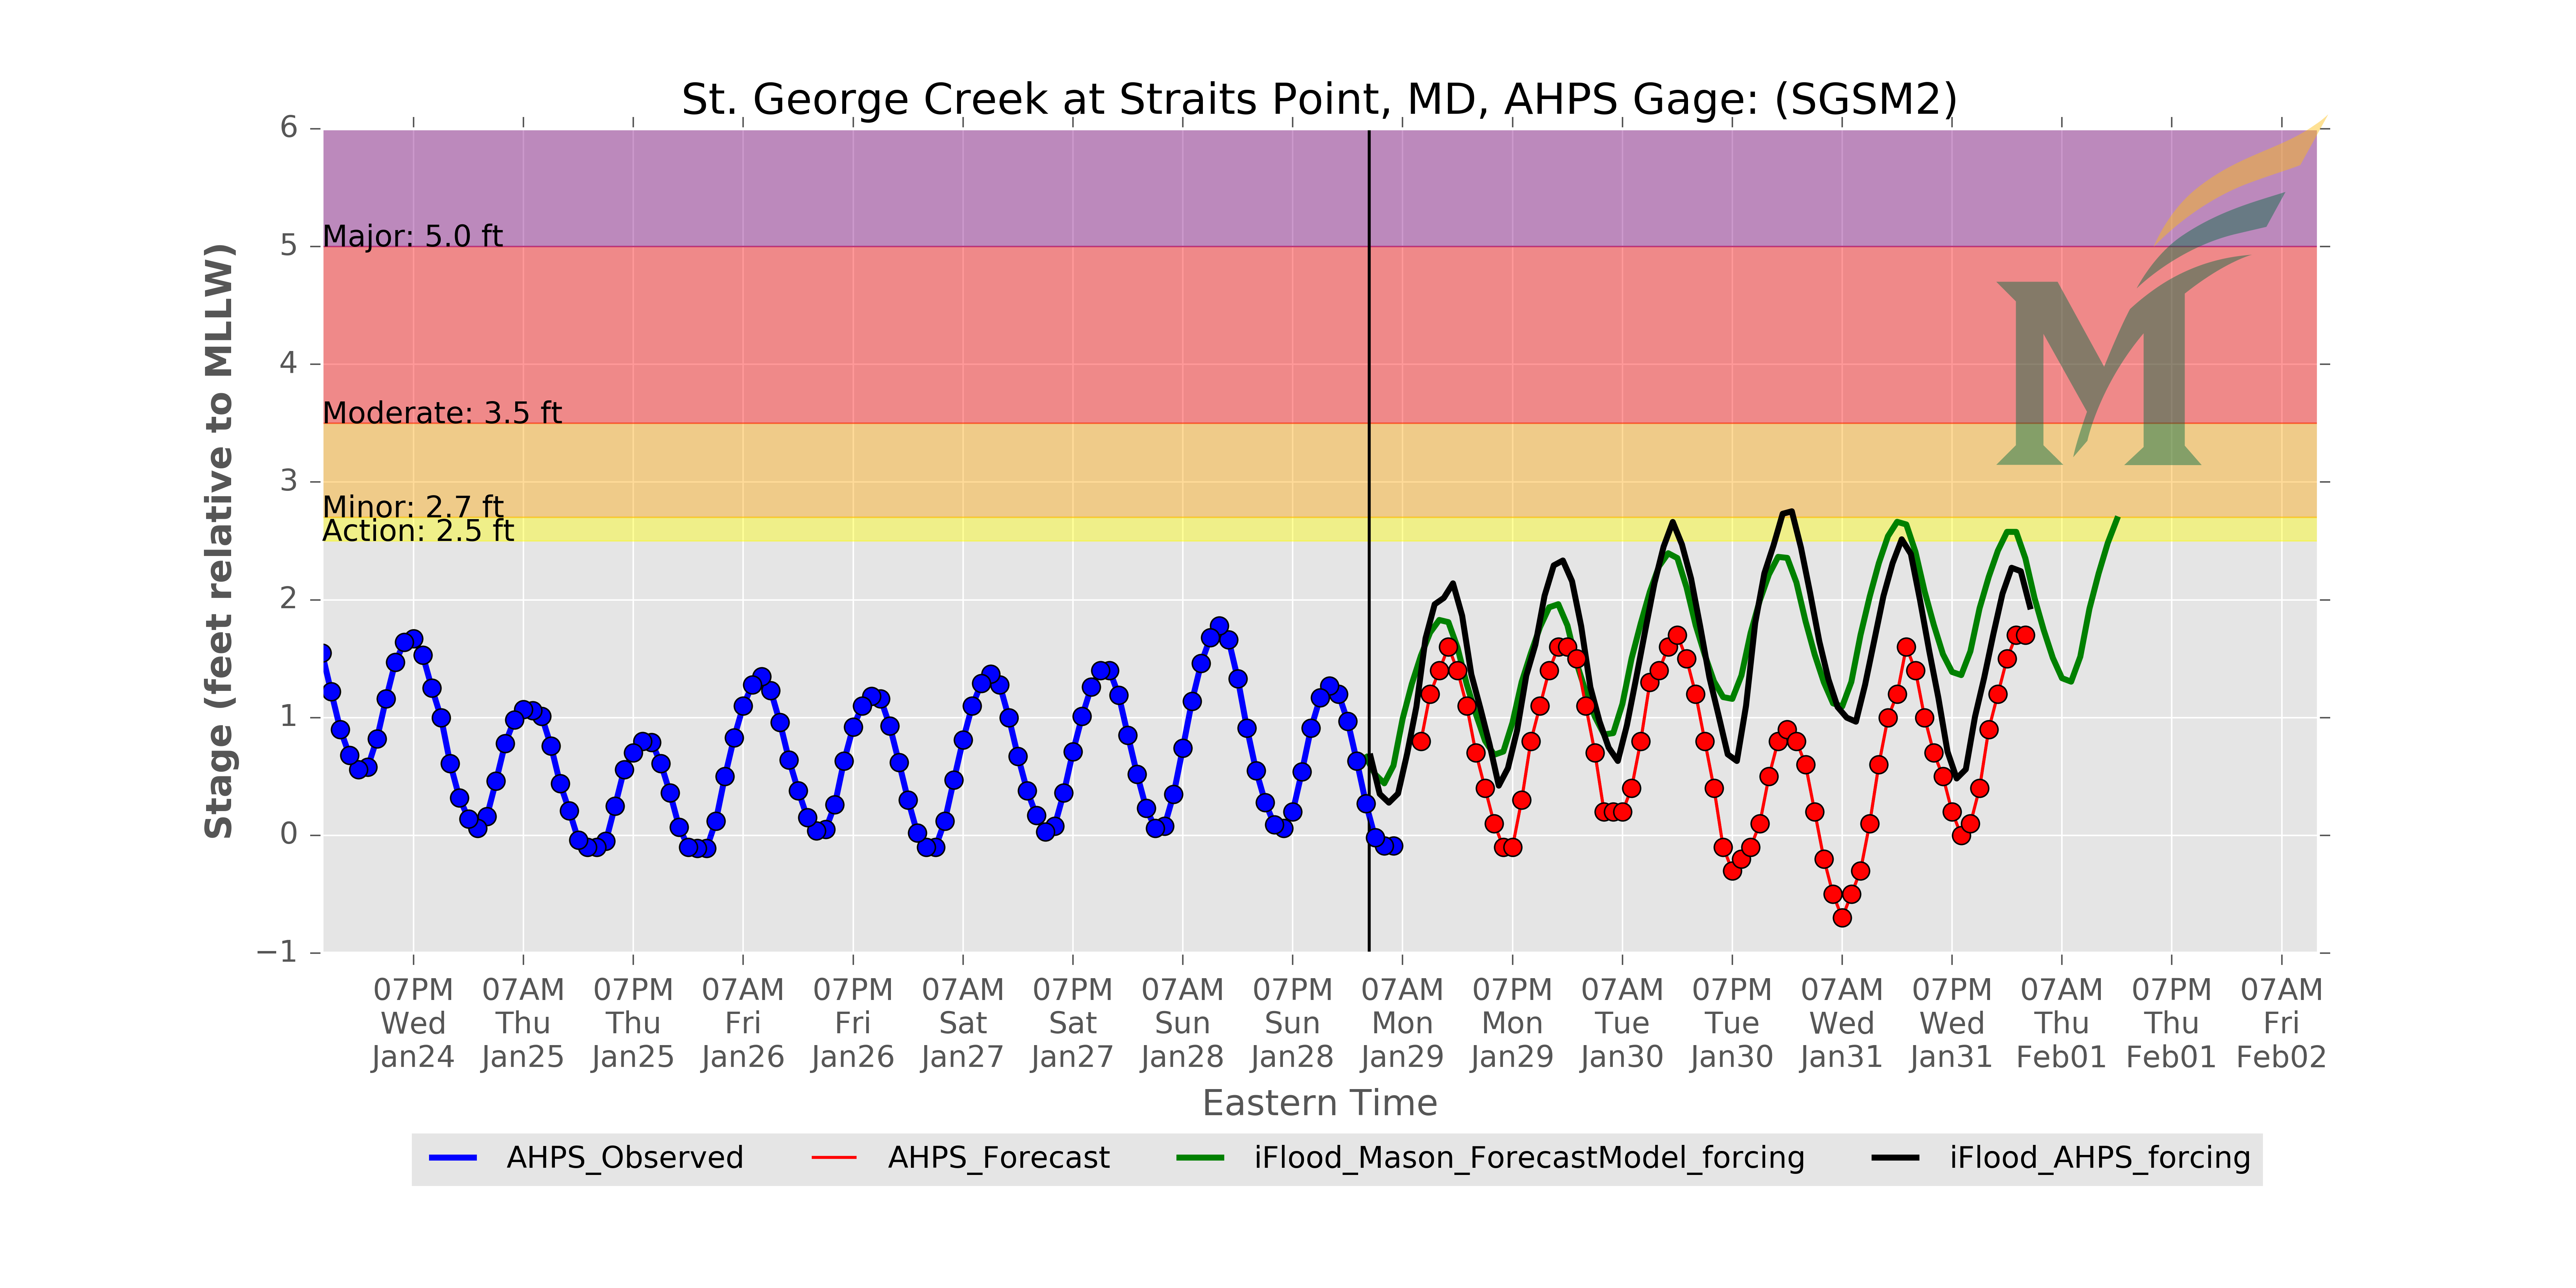 St. George Creek at Straits Point, MD, AHPS Gage: (SGSM2)
Stage (feet relative to MLLW)
6
5
4
3
2
1
0
−1
Major: 5.0 ft
Moderate: 3.5 ft
Minor: 2.7 ft
Action: 2.5 ft
M
07PM 07AM 07PM 07AM 07PM 07AM 07PM 07AM 07PM 07AM 07PM 07AM 07PM 07AM 07PM 07AM 07PM 07AM
Wed Thu Thu Fri Fri Sat Sat Sun Sun Mon Mon Tue Tue Wed Wed Thu Thu Fri
Jan24 Jan25 Jan25 Jan26 Jan26 Jan27 Jan27 Jan28 Jan28 Jan29 Jan29 Jan30 Jan30 Jan31 Jan31 Feb01 Feb01 Feb02
Eastern Time
AHPS_Observed AHPS_Forecast iFlood_Mason_ForecastModel_forcing iFlood_AHPS_forcing